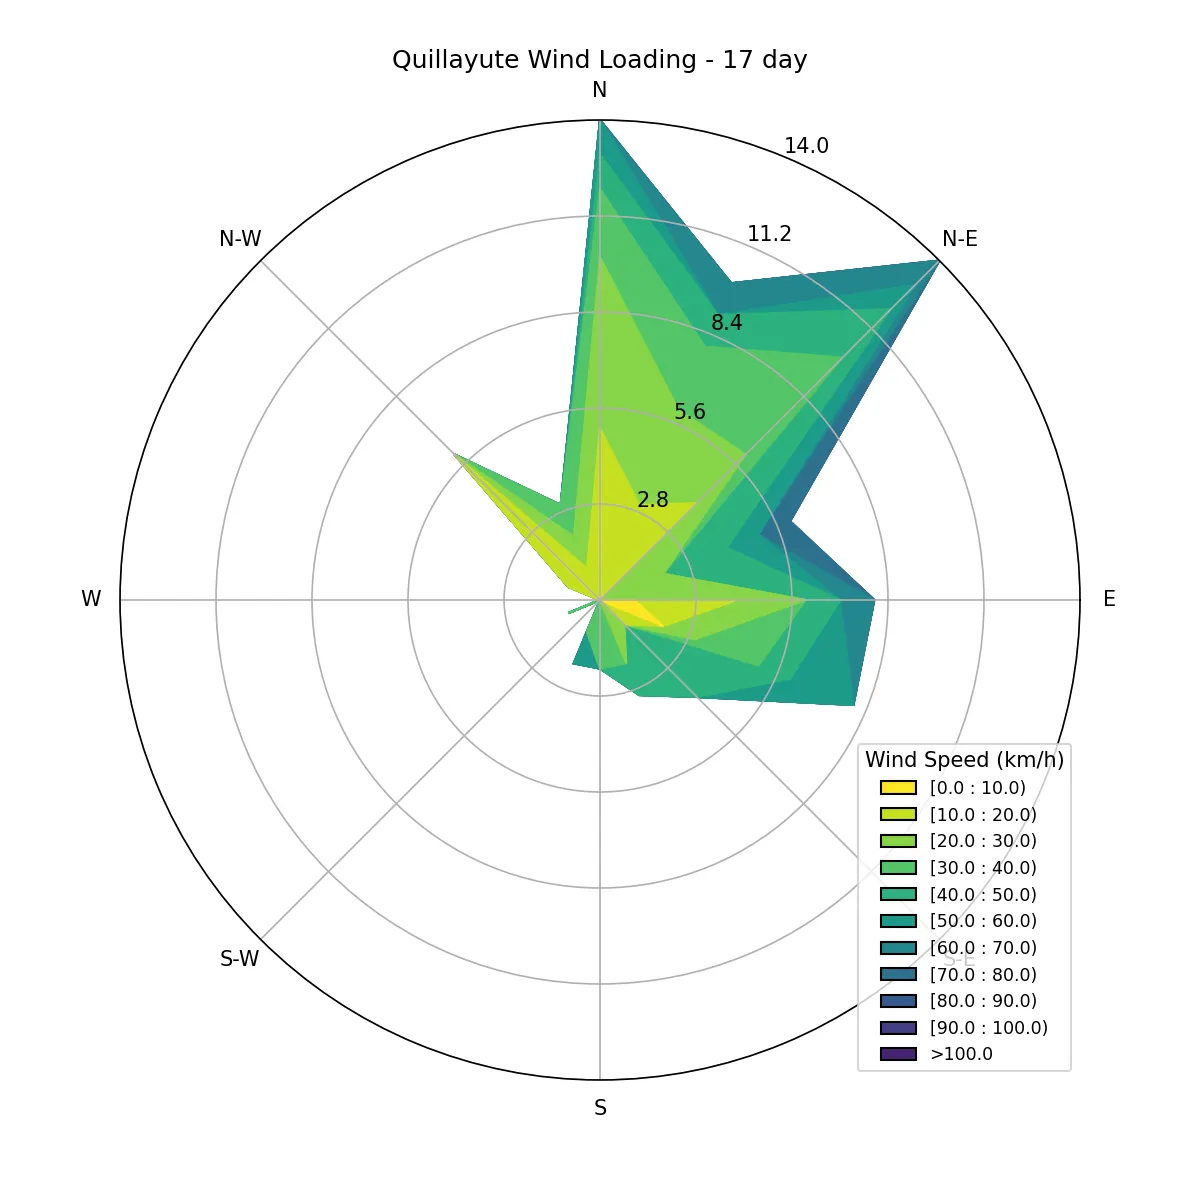 Quillayute Wind Loading - 17 day
N
14.0
11.2
N-W
N-E
8.4
5.6
2.8
W
E
Wind Speed (km/h)
[0.0 : 10.0)
[10.0 : 20.0)
[20.0 : 30.0)
[30.0 : 40.0)
[40.0 : 50.0)
[50.0 : 60.0)
[60.0 : 70.0)
[70.0 : 80.0)
[80.0 : 90.0)
[90.0 : 100.0)
>100.0
S-W
S-E
S